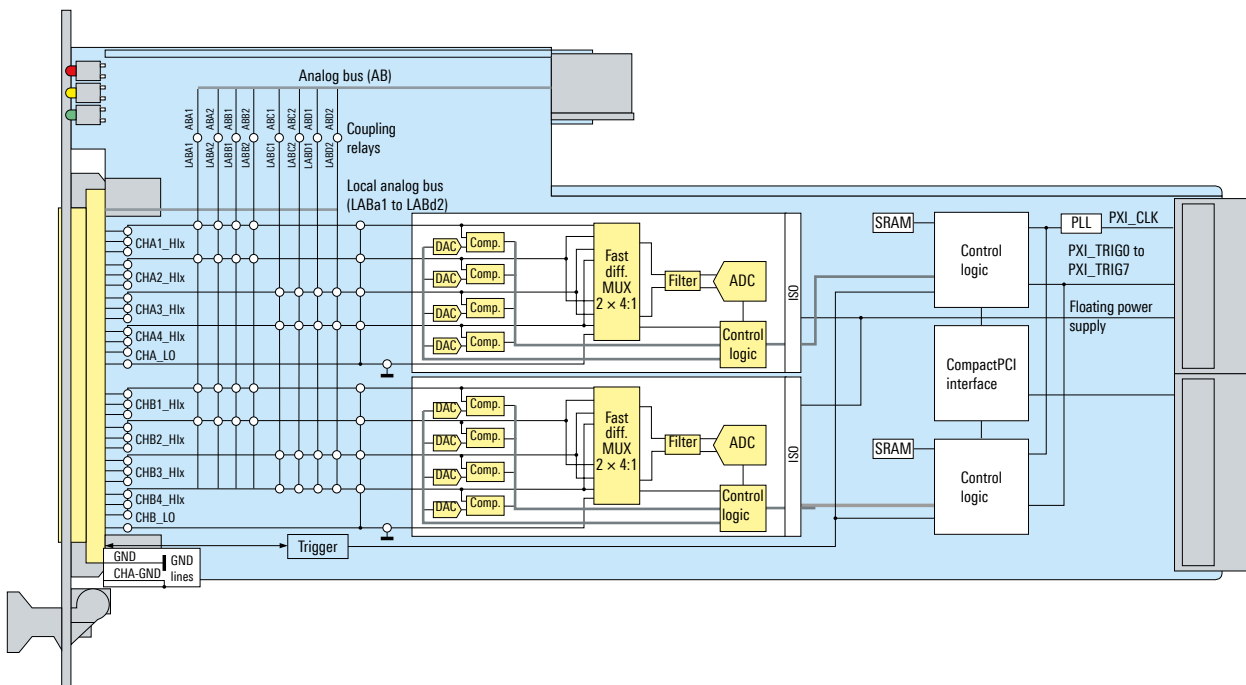 Analog bus (AB)
ABA1
ABA2
ABB1
ABB2
ABC1
ABC2
ABD1
ABD2
LABA1
LABA2
LABB1
LABB2
LABC1
LABC2
LABD1
LABD2
Coupling
relays
Local analog bus
(LABa1 to LABd2)
CHA1_HIx
CHA2_HIx
CHA3_HIx
CHA4_HIx
CHA_LO
DAC
Comp.
DAC
Comp.
DAC
Comp.
DAC
Comp.
Fast
diff.
MUX
2 × 4:1
Filter
ADC
Control
logic
ISO
SRAM
Control
logic
PLL
PXI_CLK
PXI_TRIG0 to
PXI_TRIG7
Floating power
supply
CompactPCI
interface
CHB1_HIx
CHB2_HIx
CHB3_HIx
CHB4_HIx
CHB_LO
DAC
Comp.
DAC
Comp.
DAC
Comp.
DAC
Comp.
Fast
diff.
MUX
2 × 4:1
Filter
ADC
Control
logic
ISO
SRAM
Control
logic
Trigger
GND
CHA-GND
GND
lines